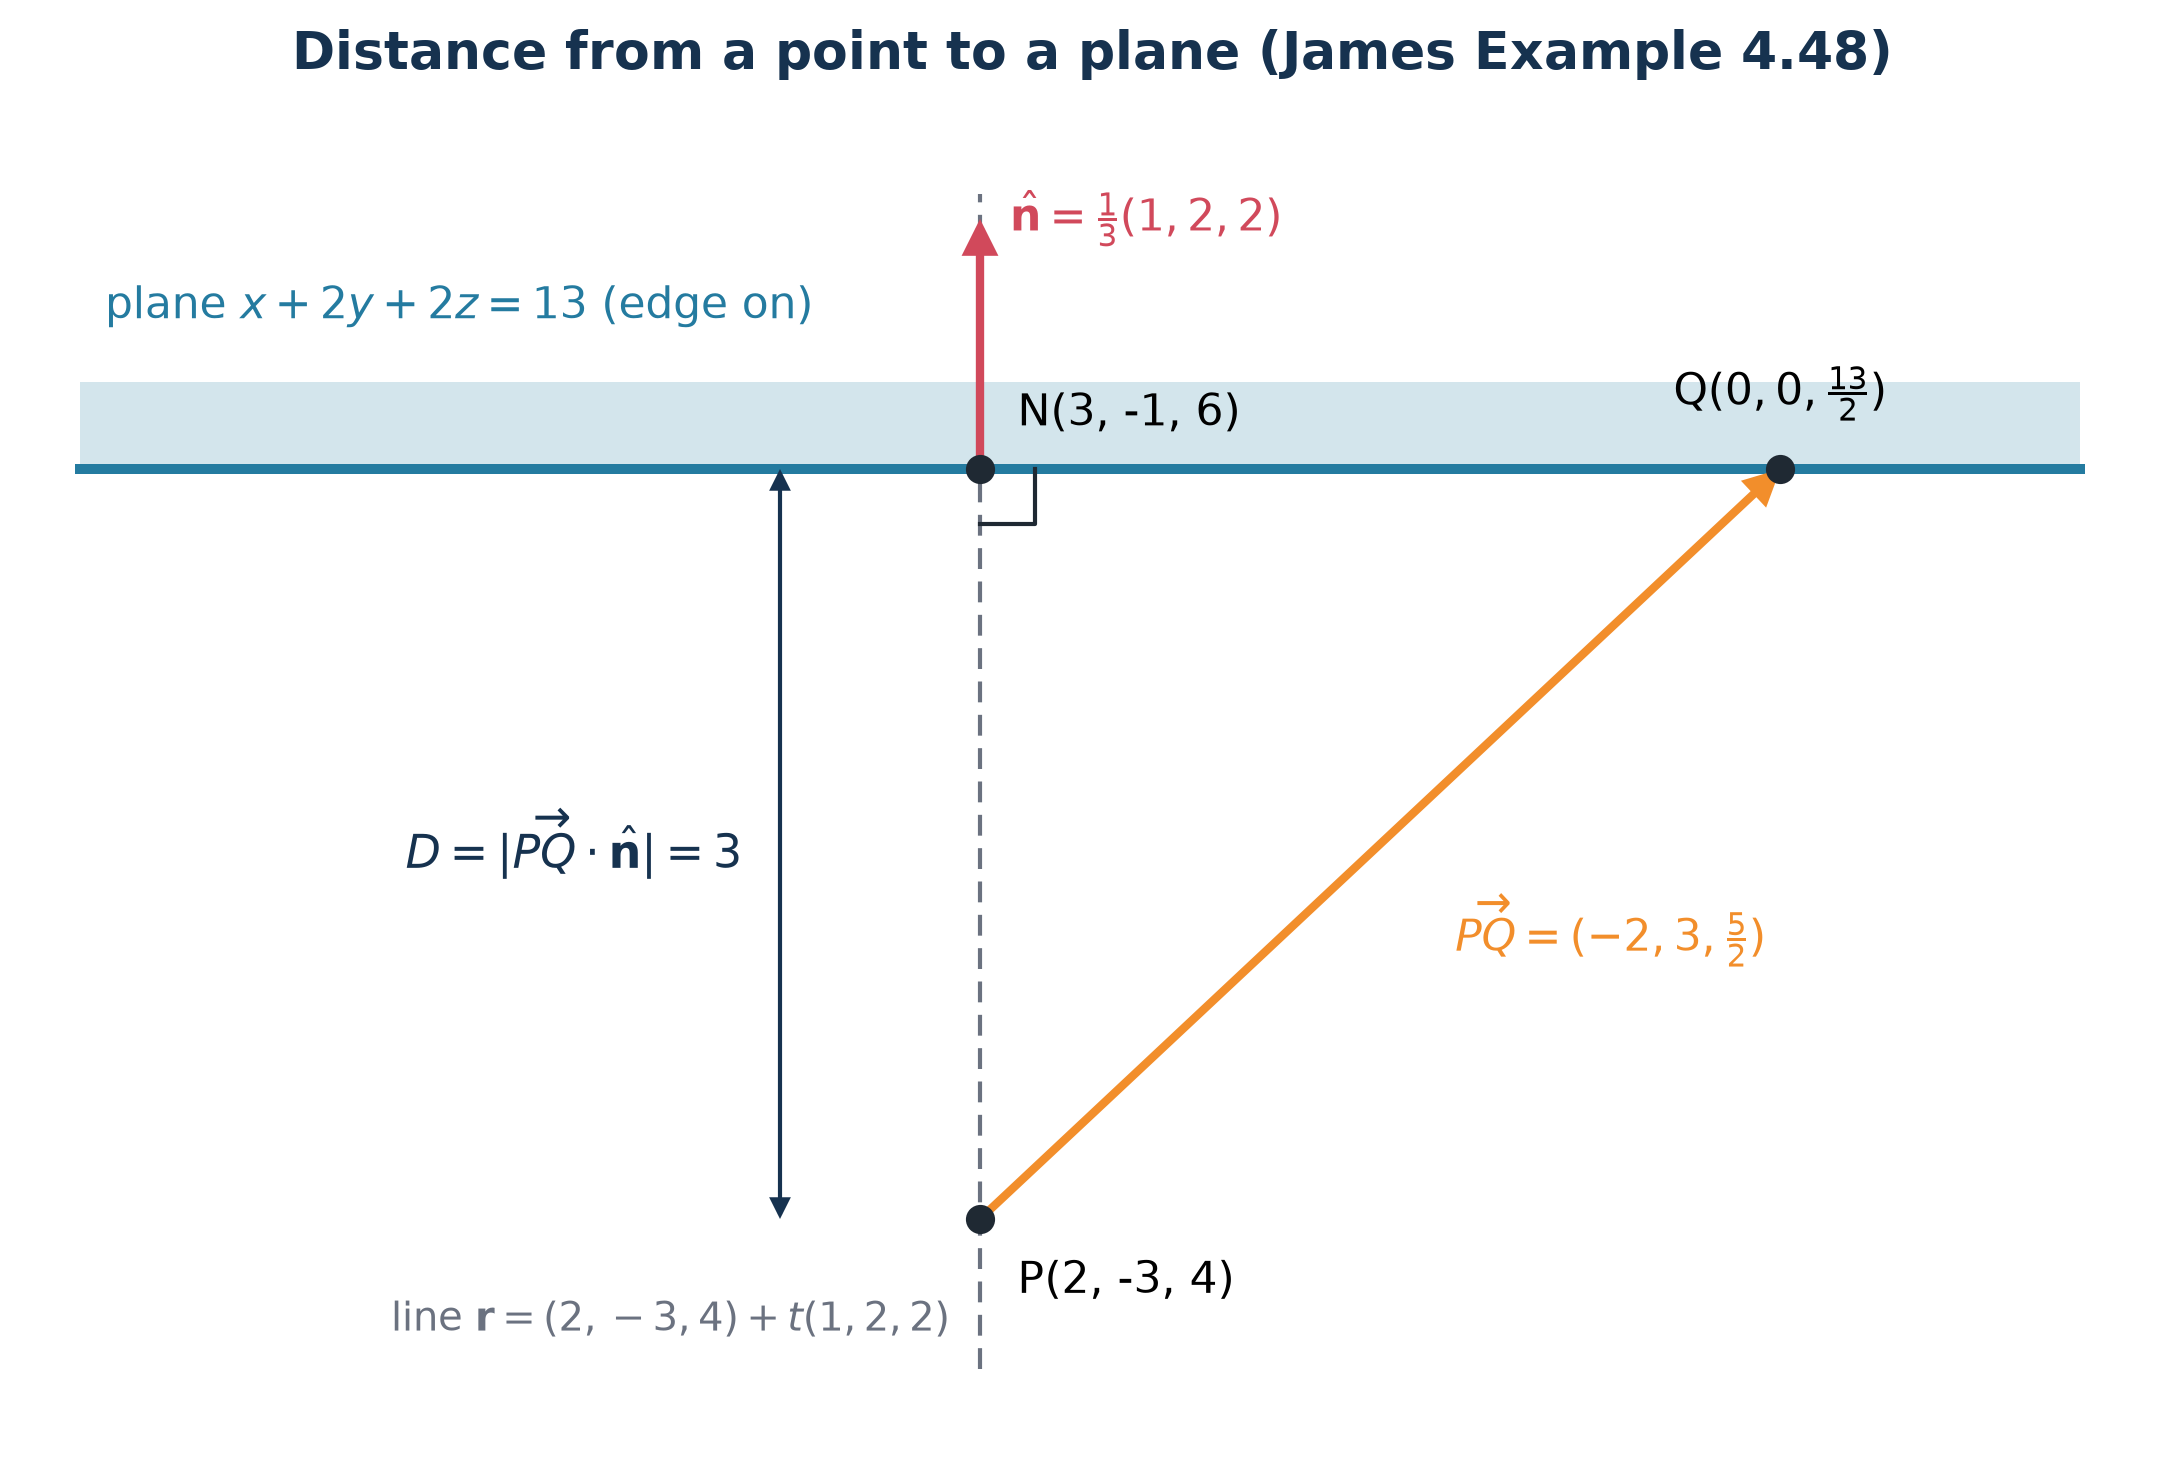 Distance from a point to a plane (James Example 4.48)
n̂ = 1/3(1, 2, 2)
plane x + 2y + 2z = 13 (edge on)
N(3, -1, 6)
Q(0, 0, 13/2)
D = |PQ→ · n̂| = 3
PQ→ = (−2, 3, 5/2)
P(2, -3, 4)
line r = (2, −3, 4) + t(1, 2, 2)